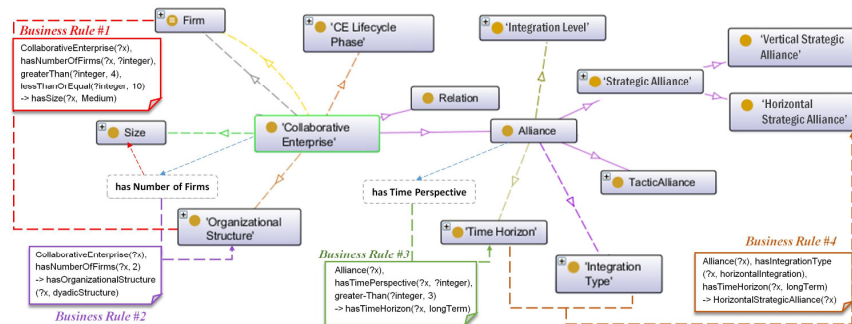 Business Rule #1
CollaborativeEnterprise(?x),
hasNumberOfFirms(?x, ?integer),
greaterThan(?integer, 4),
lessThanOrEqual(?integer, 10)
-> hasSize(?x, Medium)
Firm
'CE Lifecycle
Phase'
'Integration Level'
'Vertical Strategic
Alliance'
'Strategic Alliance'
'Horizontal
Strategic Alliance'
Relation
Size
'Collaborative
Enterprise'
Alliance
TacticAlliance
has Number of Firms
has Time Perspective
'Organizational
Structure'
'Time Horizon'
'Integration
Type'
CollaborativeEnterprise(?x),
hasNumberOfFirms(?x, 2)
-> hasOrganizationalStructure
(?x, dyadicStructure)
Business Rule #2
Business Rule #3
Alliance(?x),
hasTimePerspective(?x, ?integer),
greater-Than(?integer, 3)
-> hasTimeHorizon(?x, longTerm)
Business Rule #4
Alliance(?x), hasIntegrationType
(?x, horizontalIntegration),
hasTimeHorizon(?x, longTerm)
-> HorizontalStrategicAlliance(?x)